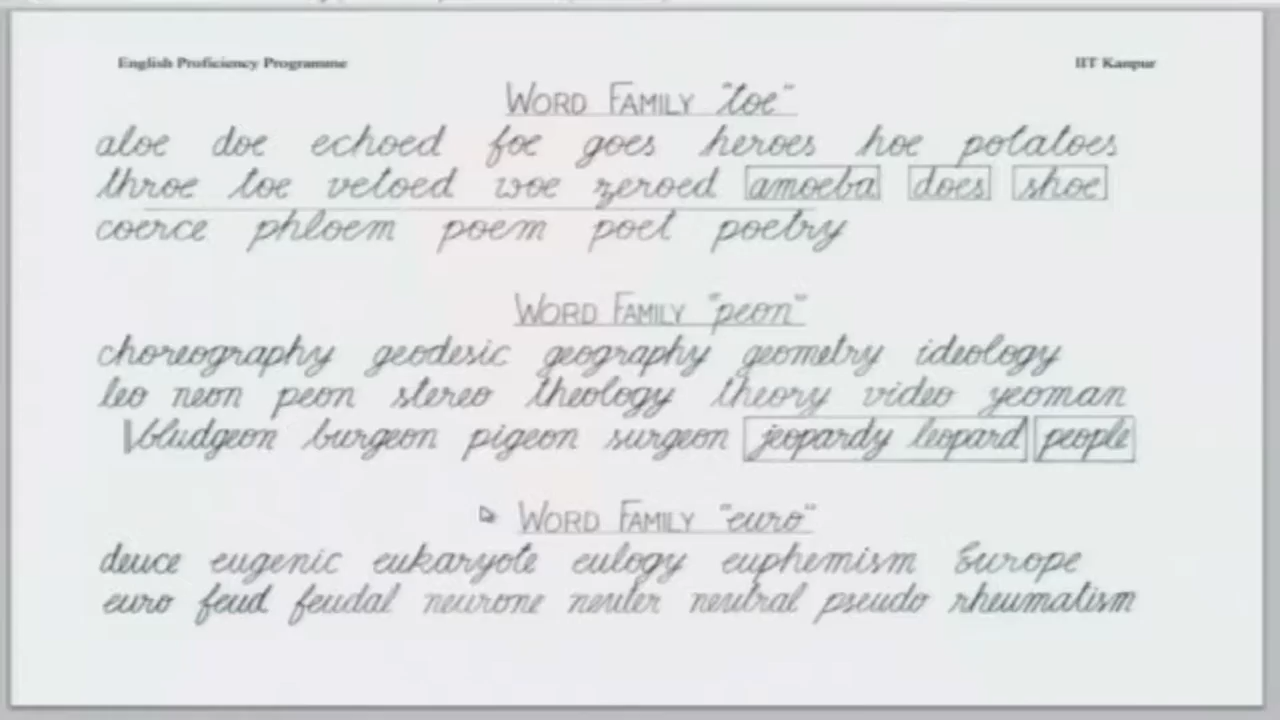 English Proficiency Programme IIT Kanpur
WORD FAMILY "toe"
aloe doe echoed foe goes heroes hoe potatoes
throe toe vetoed woe zeroed amoeba does shoe
coerce phloem poem poet poetry
WORD FAMILY "peon"
choreography geodesic geography geometry ideology
leo neon peon stereo theology theory video yeoman
bludgeon burgeon pigeon surgeon jeopardy leopard people
WORD FAMILY "euro"
deuce eugenic eukaryote eulogy euphemism Europe
euro feud feudal neurone neuter neutral pseudo rheumatism